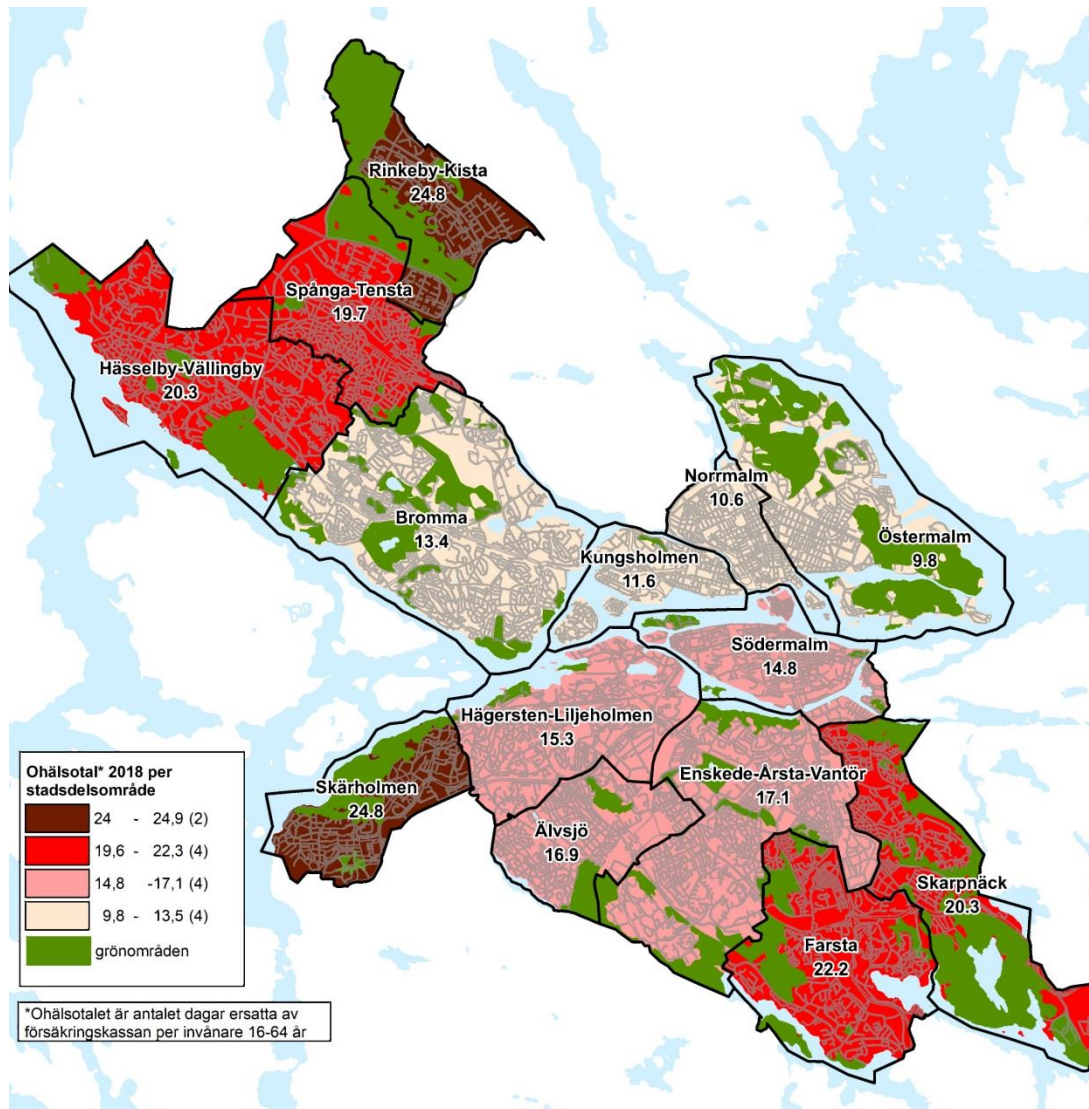 Rinkeby-Kista
24.8
Spånga-Tensta
19.7
Hässelby-Vällingby
20.3
Norrmalm
10.6
Bromma
13.4
Östermalm
9.8
Kungsholmen
11.6
Södermalm
14.8
Hägersten-Liljeholmen
15.3
Enskede-Årsta-Vantör
17.1
Skärholmen
24.8
Älvsjö
16.9
Skarpnäck
20.3
Farsta
22.2
Ohälsotal* 2018 per
stadsdelsområde
24 - 24,9 (2)
19,6 - 22,3 (4)
14,8 -17,1 (4)
9,8 - 13,5 (4)
grönområden
*Ohälsotalet är antalet dagar ersatta av
försäkringskassan per invånare 16-64 år